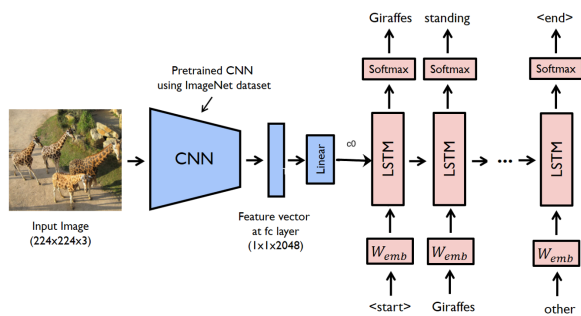 Giraffes standing <end>
Softmax Softmax Softmax
Pretrained CNN
using ImageNet dataset
CNN
Linear
c0
LSTM LSTM ... LSTM
Input Image
(224x224x3)
Feature vector
at fc layer
(1x1x2048)
W_emb W_emb W_emb
<start> Giraffes other